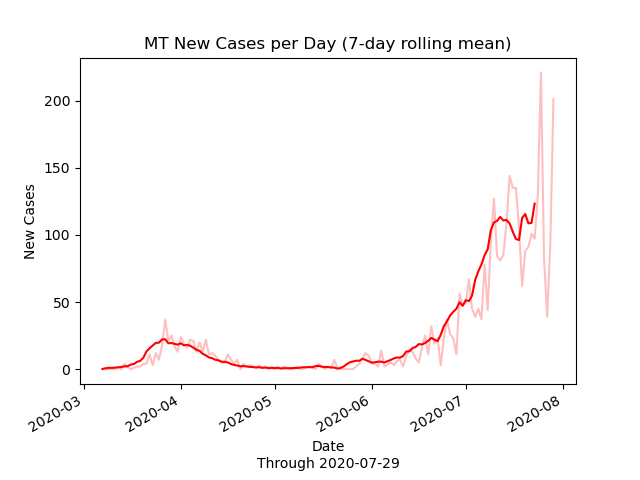 MT New Cases per Day (7-day rolling mean)
New Cases
200
150
100
50
0
2020-03
2020-04
2020-05
2020-06
2020-07
2020-08
Date
Through 2020-07-29